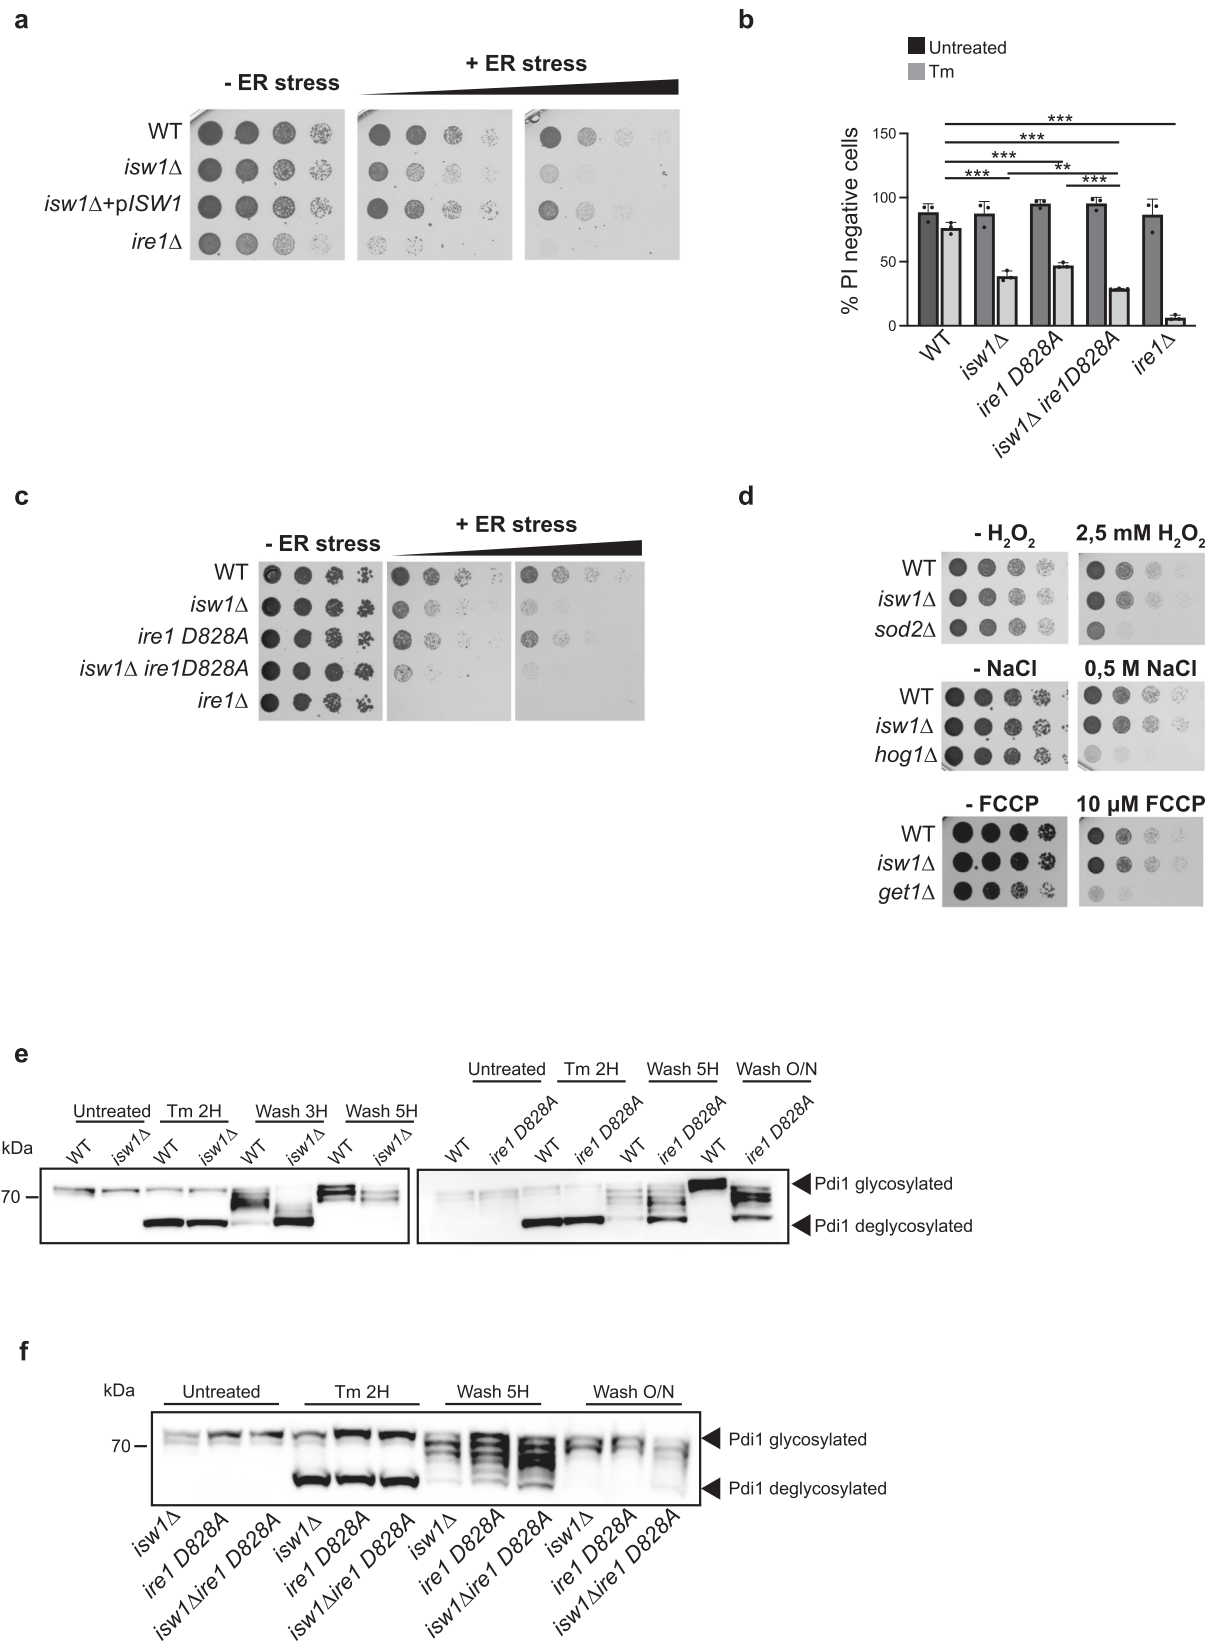 a
- ER stress
+ ER stress
WT
isw1Δ
isw1Δ+pISW1
ire1Δ
b
Untreated
Tm
% PI negative cells
150
100
50
0
***
***
***
**
***
***
WT
isw1Δ
ire1 D828A
isw1Δ ire1D828A
ire1Δ
c
- ER stress
+ ER stress
WT
isw1Δ
ire1 D828A
isw1Δ ire1D828A
ire1Δ
d
- H₂O₂
2,5 mM H₂O₂
WT
isw1Δ
sod2Δ
- NaCl
0,5 M NaCl
WT
isw1Δ
hog1Δ
- FCCP
10 µM FCCP
WT
isw1Δ
get1Δ
e
Untreated
Tm 2H
Wash 3H
Wash 5H
kDa
WT
isw1Δ
WT
isw1Δ
WT
isw1Δ
WT
isw1Δ
70
Untreated
Tm 2H
Wash 5H
Wash O/N
WT
ire1 D828A
WT
ire1 D828A
WT
ire1 D828A
WT
ire1 D828A
Pdi1 glycosylated
Pdi1 deglycosylated
f
kDa
Untreated
Tm 2H
Wash 5H
Wash O/N
70
Pdi1 glycosylated
Pdi1 deglycosylated
isw1Δ
ire1 D828A
isw1Δire1 D828A
isw1Δ
ire1 D828A
isw1Δire1 D828A
isw1Δ
ire1 D828A
isw1Δire1 D828A
isw1Δ
ire1 D828A
isw1Δire1 D828A